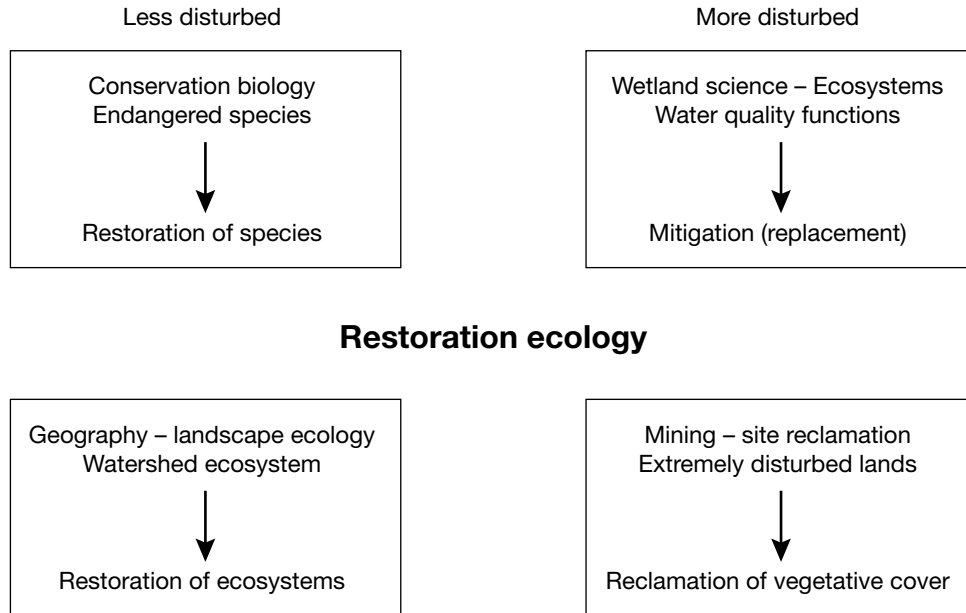 Less disturbed
More disturbed
Conservation biology
Endangered species
Restoration of species
Wetland science – Ecosystems
Water quality functions
Mitigation (replacement)
Restoration ecology
Geography – landscape ecology
Watershed ecosystem
Restoration of ecosystems
Mining – site reclamation
Extremely disturbed lands
Reclamation of vegetative cover